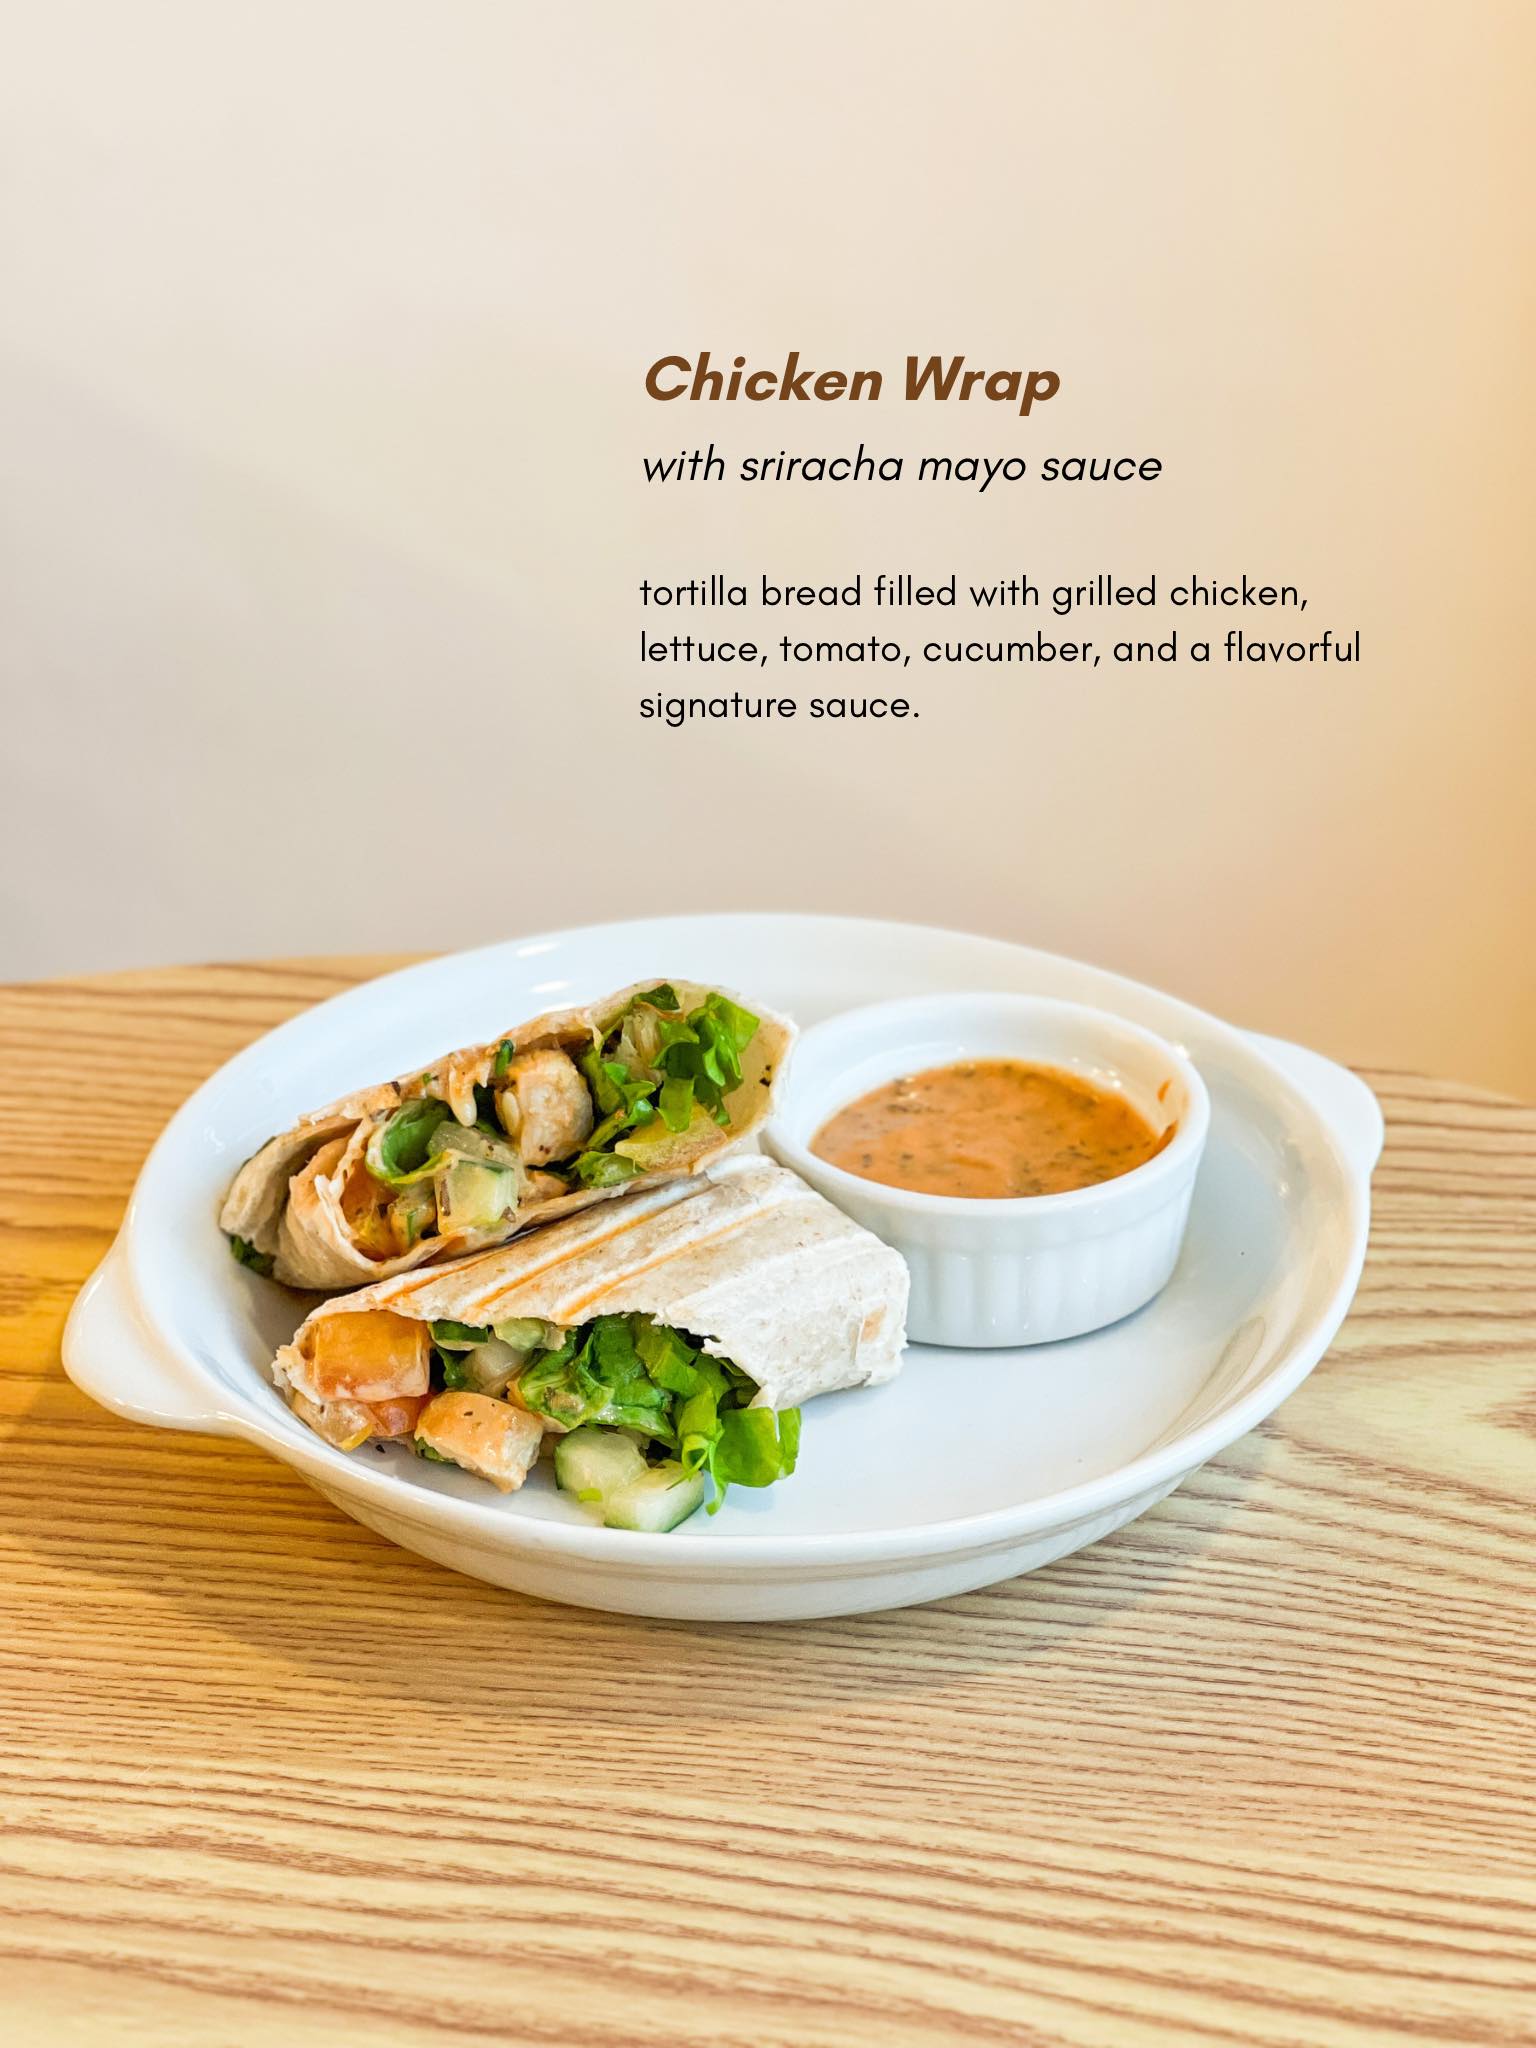 Chicken Wrap
with sriracha mayo sauce
tortilla bread filled with grilled chicken,
lettuce, tomato, cucumber, and a flavorful
signature sauce.